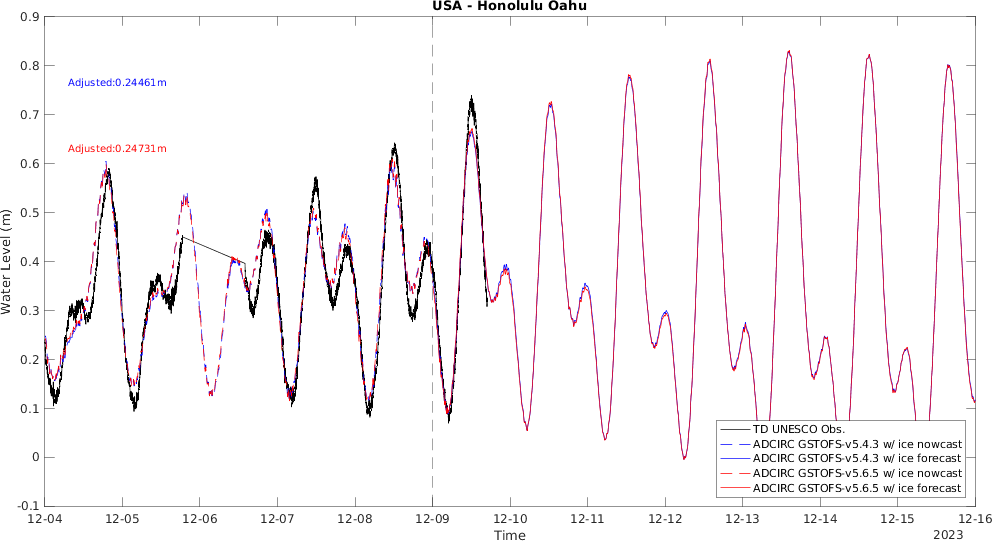 USA - Honolulu Oahu
0.9
0.8
0.7
0.6
0.5
0.4
0.3
0.2
0.1
0
-0.1
Water Level (m)
Adjusted:0.24461m
Adjusted:0.24731m
TD UNESCO Obs.
ADCIRC GSTOFS-v5.4.3 w/ ice nowcast
ADCIRC GSTOFS-v5.4.3 w/ ice forecast
ADCIRC GSTOFS-v5.6.5 w/ ice nowcast
ADCIRC GSTOFS-v5.6.5 w/ ice forecast
12-04 12-05 12-06 12-07 12-08 12-09 12-10 12-11 12-12 12-13 12-14 12-15 12-16
Time
2023